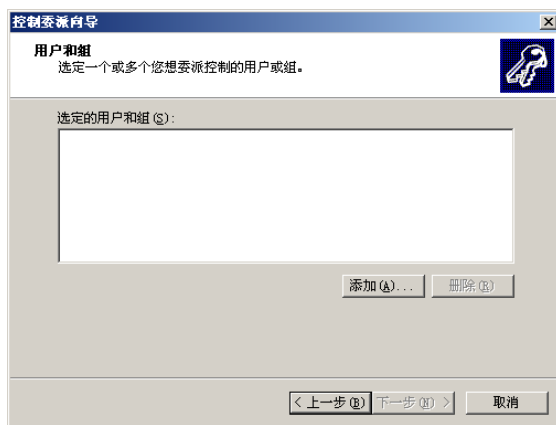 控制委派向导
用户和组
选定一个或多个您想委派控制的用户或组。
选定的用户和组(S):
添加(A)... 删除(R)
< 上一步(B) 下一步(N) > 取消